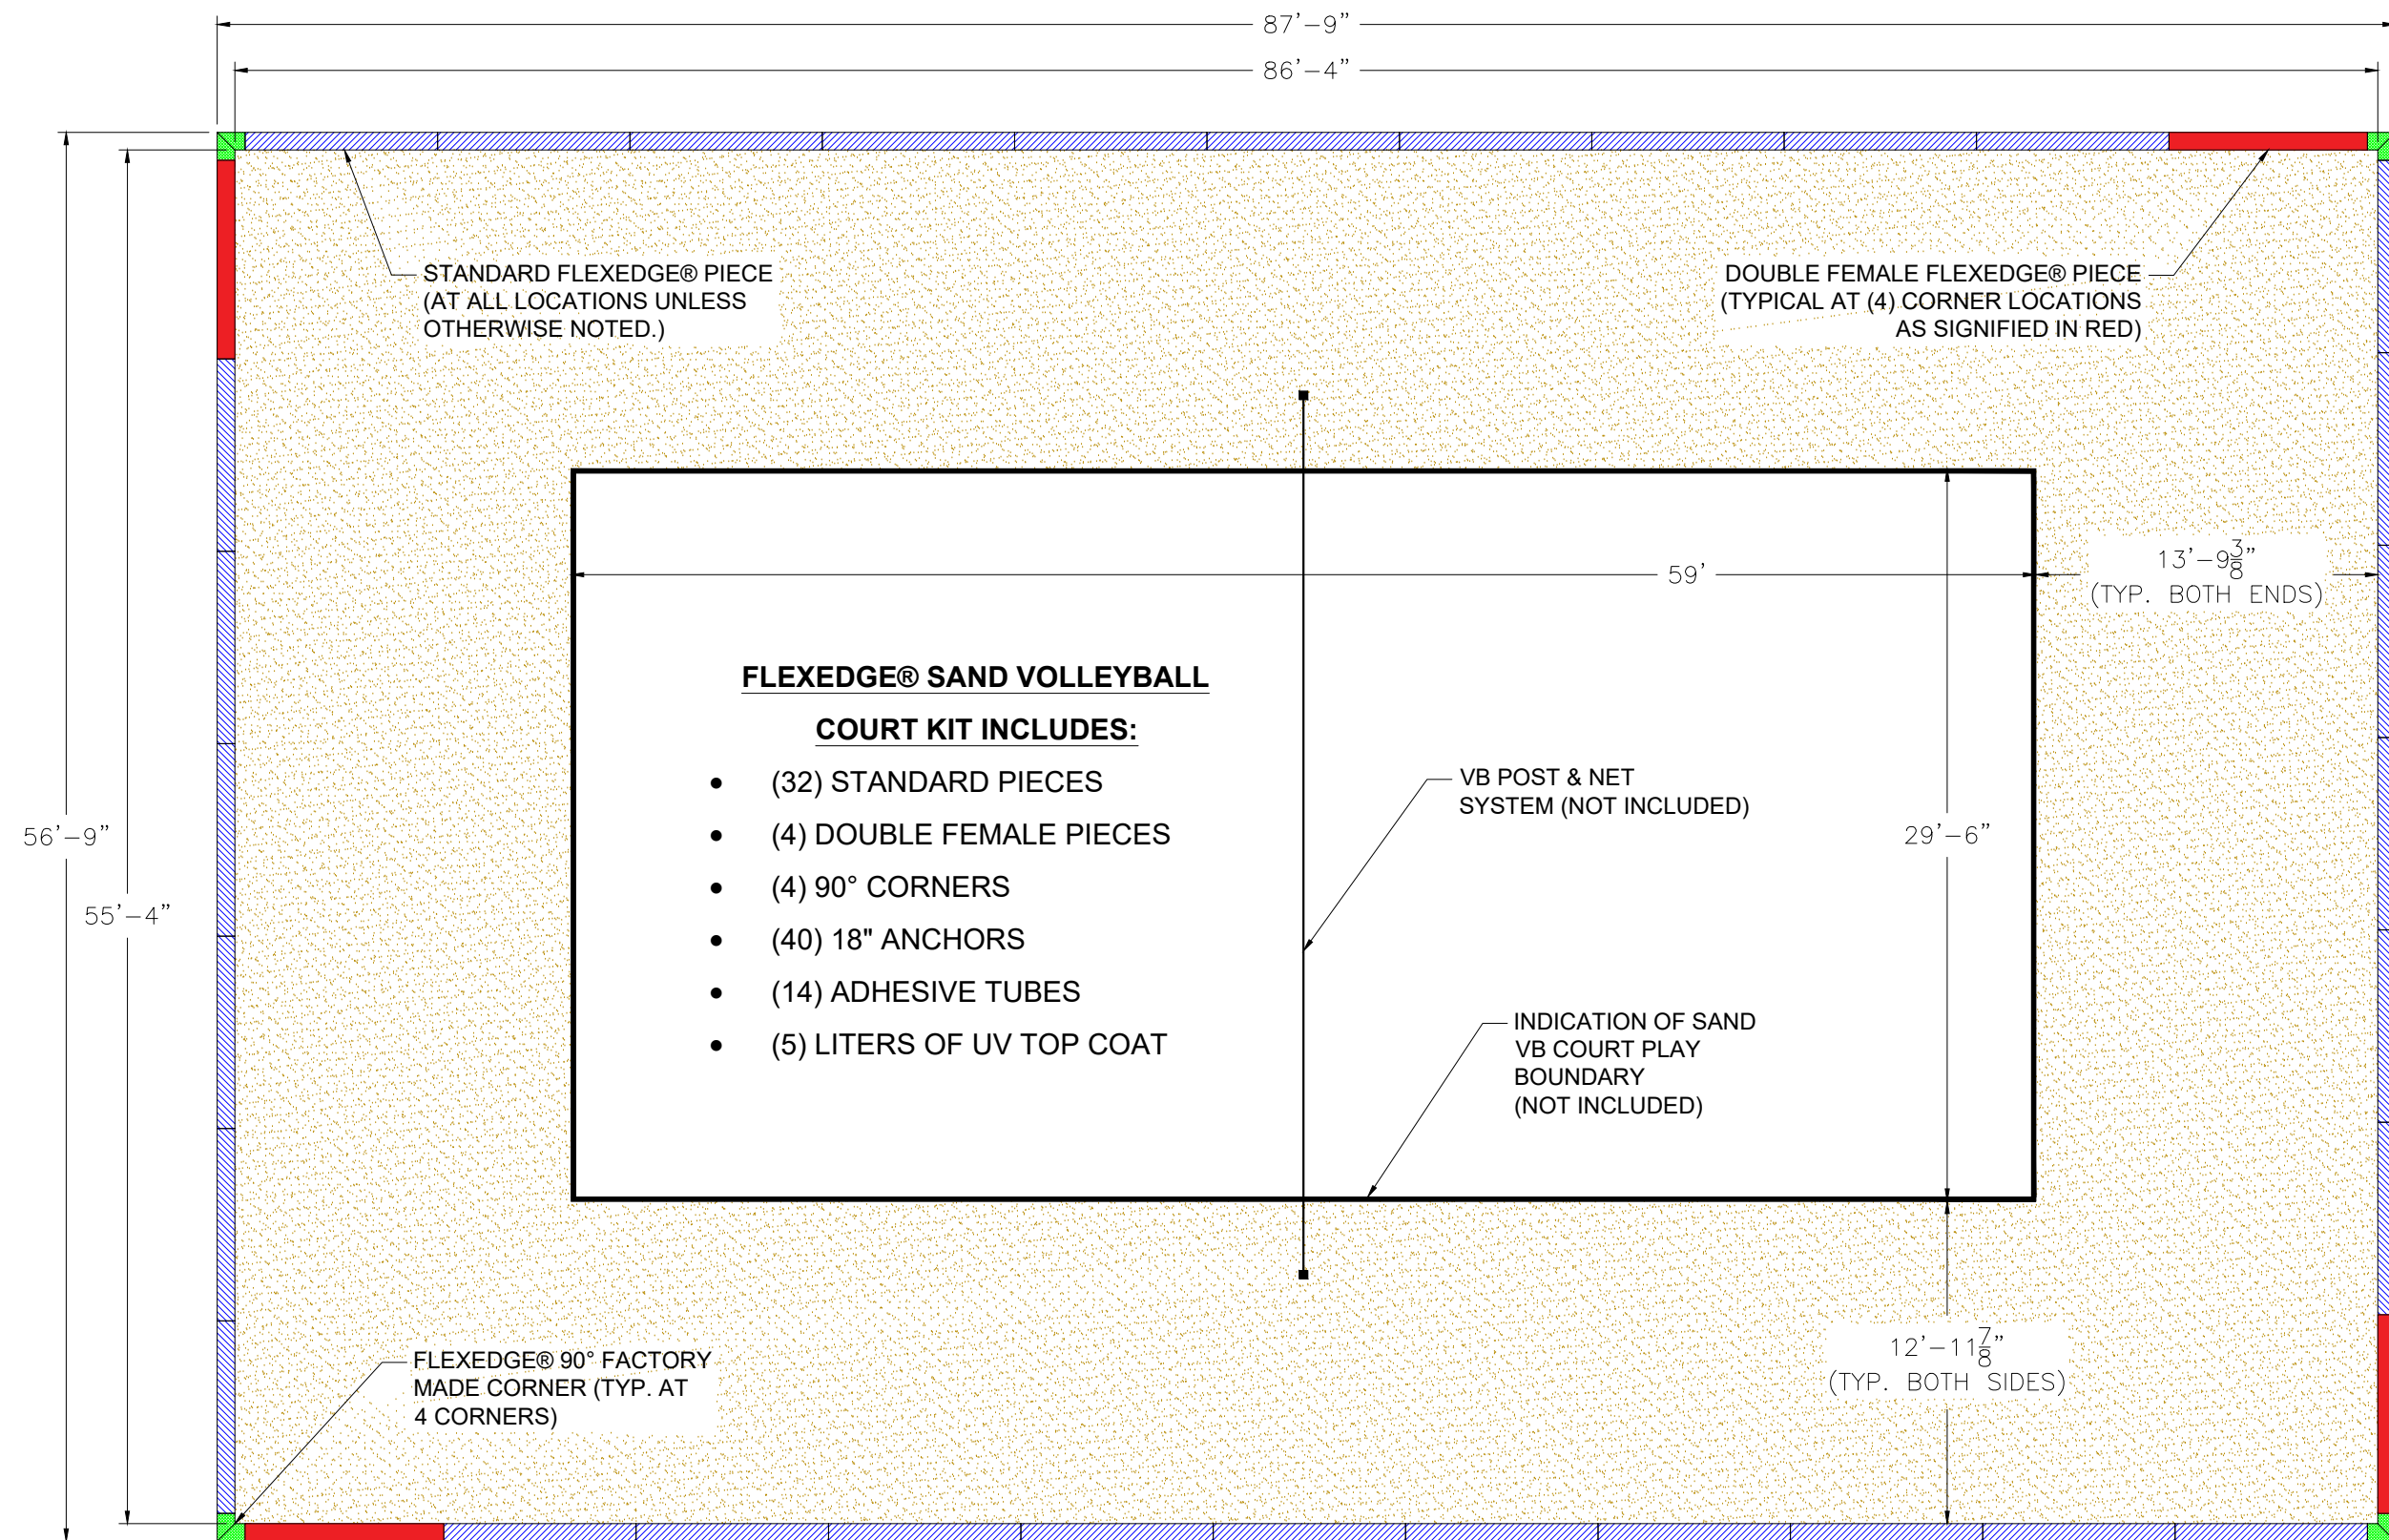 87'-9"
86'-4"
STANDARD FLEXEDGE® PIECE
(AT ALL LOCATIONS UNLESS
OTHERWISE NOTED.)
DOUBLE FEMALE FLEXEDGE® PIECE
(TYPICAL AT (4) CORNER LOCATIONS
AS SIGNIFIED IN RED)
59'
13'-9 3/8"
(TYP. BOTH ENDS)
FLEXEDGE® SAND VOLLEYBALL
COURT KIT INCLUDES:
• (32) STANDARD PIECES
• (4) DOUBLE FEMALE PIECES
• (4) 90° CORNERS
• (40) 18" ANCHORS
• (14) ADHESIVE TUBES
• (5) LITERS OF UV TOP COAT
VB POST & NET
SYSTEM (NOT INCLUDED)
29'-6"
56'-9"
55'-4"
INDICATION OF SAND
VB COURT PLAY
BOUNDARY
(NOT INCLUDED)
12'-11 7/8"
(TYP. BOTH SIDES)
FLEXEDGE® 90° FACTORY
MADE CORNER (TYP. AT
4 CORNERS)